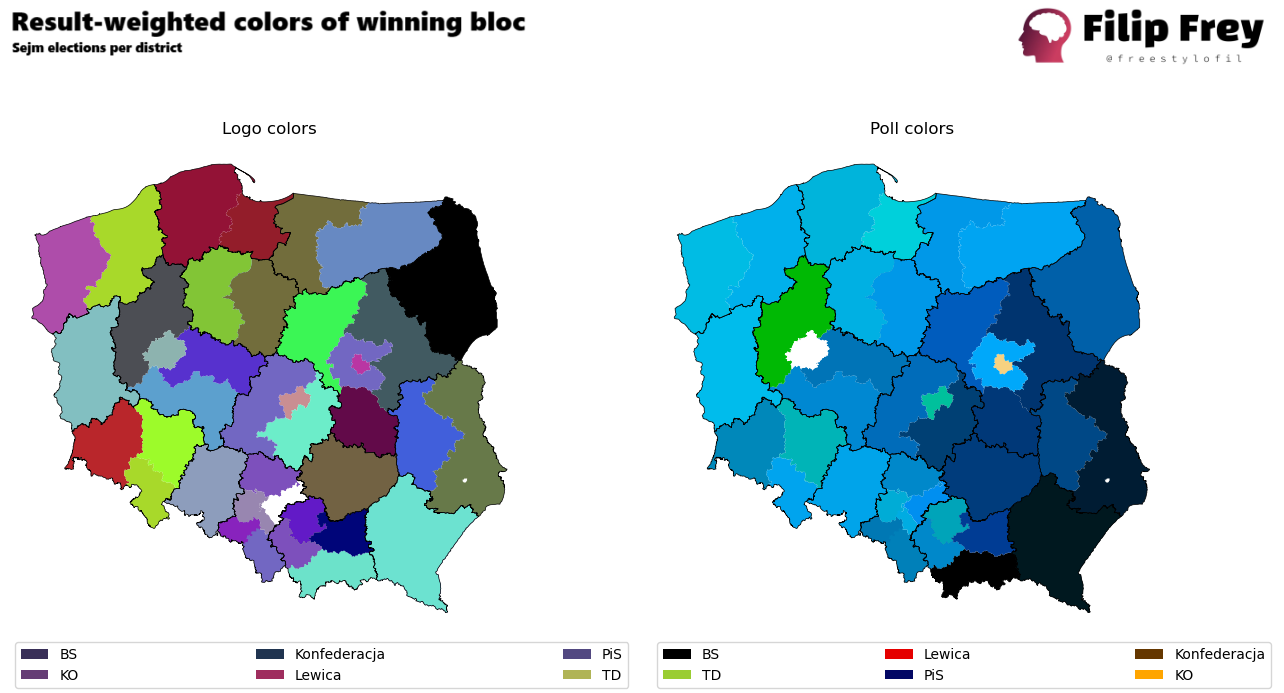 Result-weighted colors of winning bloc
Sejm elections per district
Filip Frey
@freestylofil
Logo colors
Poll colors
BS
Konfederacja
PiS
KO
Lewica
TD
BS
Lewica
Konfederacja
TD
PiS
KO